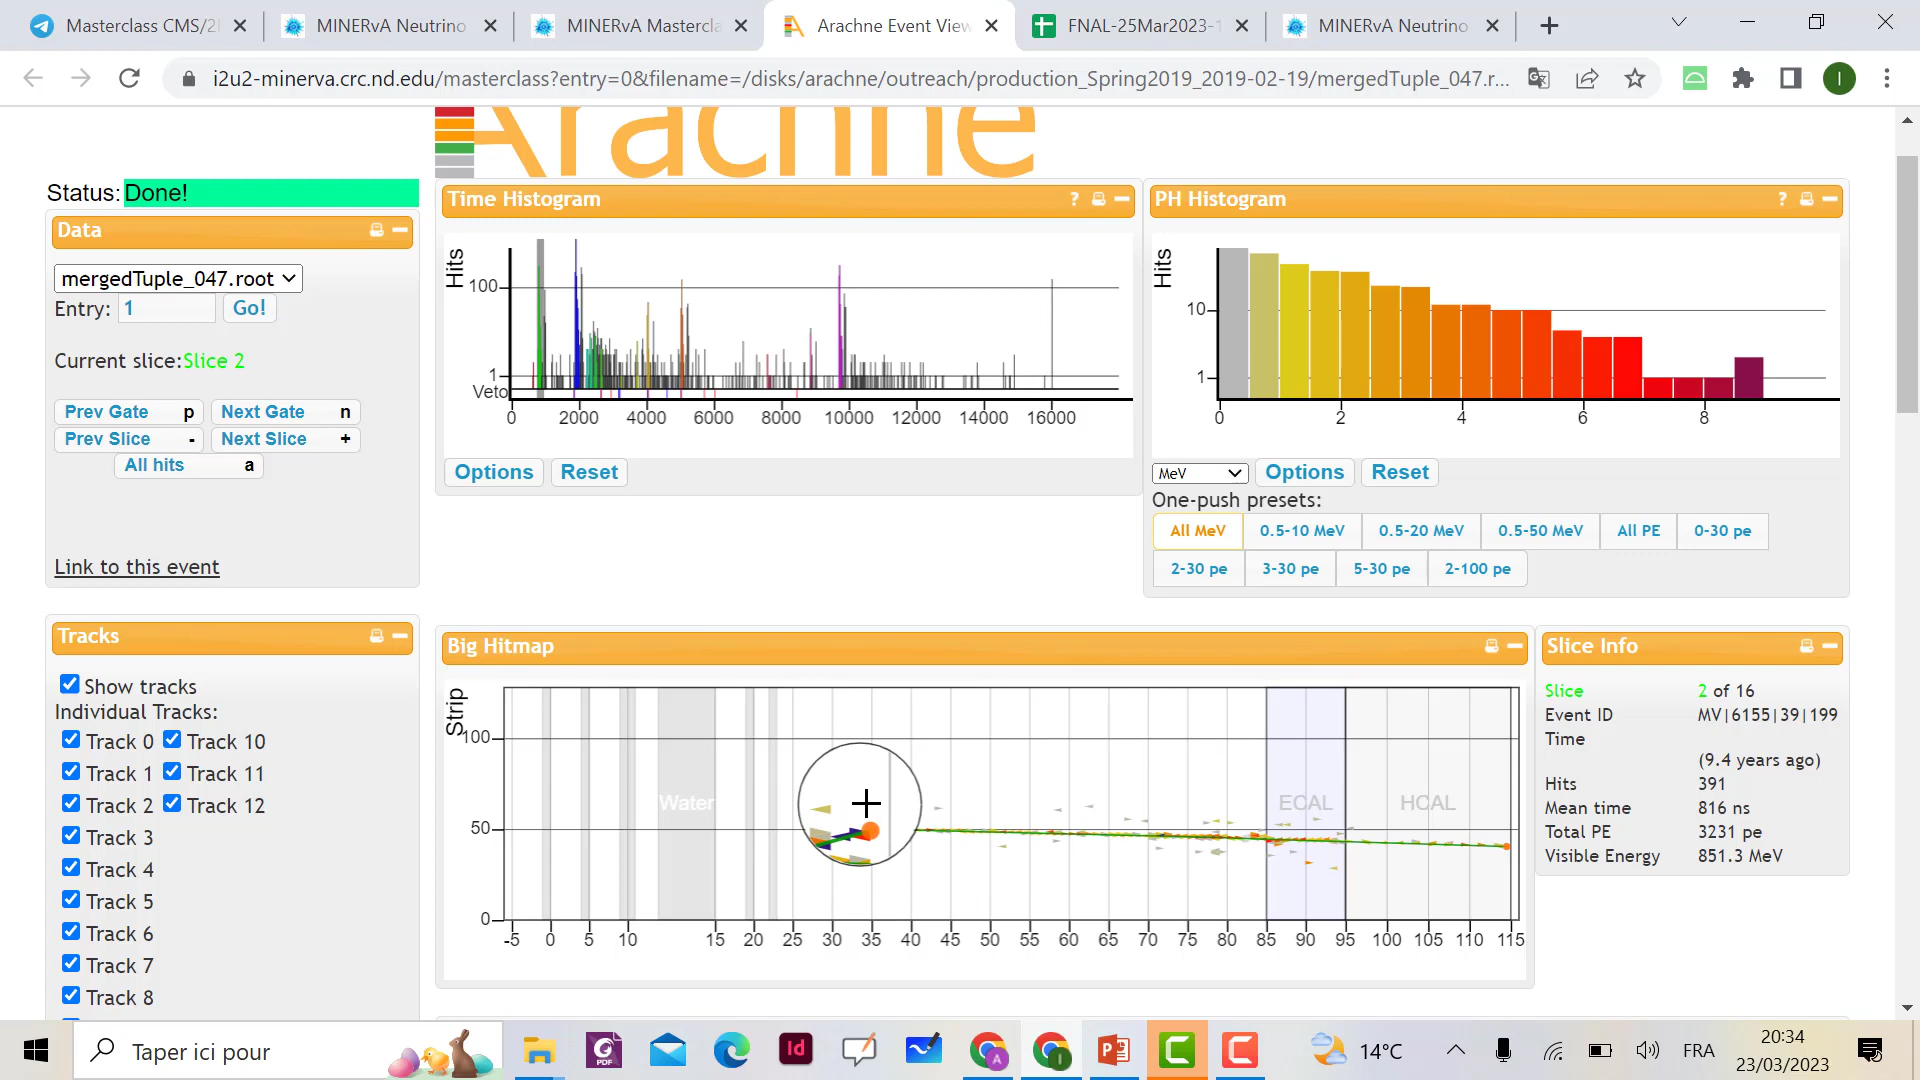 Masterclass CMS/2
MINERvA Neutrino
MINERvA Mastercla
Arachne Event View
FNAL-25Mar2023-1
MINERvA Neutrino
i2u2-minerva.crc.nd.edu/masterclass?entry=0&filename=/disks/arachne/outreach/production_Spring2019_2019-02-19/mergedTuple_047.r...
I
Arachne
Status: Done!
Data
mergedTuple_047.root
Entry: 1 Go!
Current slice:Slice 2
Prev Gate p Next Gate n
Prev Slice - Next Slice +
All hits a
Link to this event
Time Histogram ?
Hits
100
1
Veto
0 2000 4000 6000 8000 10000 12000 14000 16000
Options Reset
PH Histogram ?
Hits
10
1
0 2 4 6 8
MeV Options Reset
One-push presets:
All MeV 0.5-10 MeV 0.5-20 MeV 0.5-50 MeV All PE 0-30 pe
2-30 pe 3-30 pe 5-30 pe 2-100 pe
Tracks
Show tracks
Individual Tracks:
Track 0 Track 10
Track 1 Track 11
Track 2 Track 12
Track 3
Track 4
Track 5
Track 6
Track 7
Track 8
Big Hitmap
Strip
100
50
0
Water
ECAL
HCAL
-5 0 5 10 15 20 25 30 35 40 45 50 55 60 65 70 75 80 85 90 95 100 105 110 115
Slice Info
Slice 2 of 16
Event ID MV|6155|39|199
Time
(9.4 years ago)
Hits 391
Mean time 816 ns
Total PE 3231 pe
Visible Energy 851.3 MeV
Taper ici pour
PDF
Id
A
I
14°C
FRA
20:34
23/03/2023